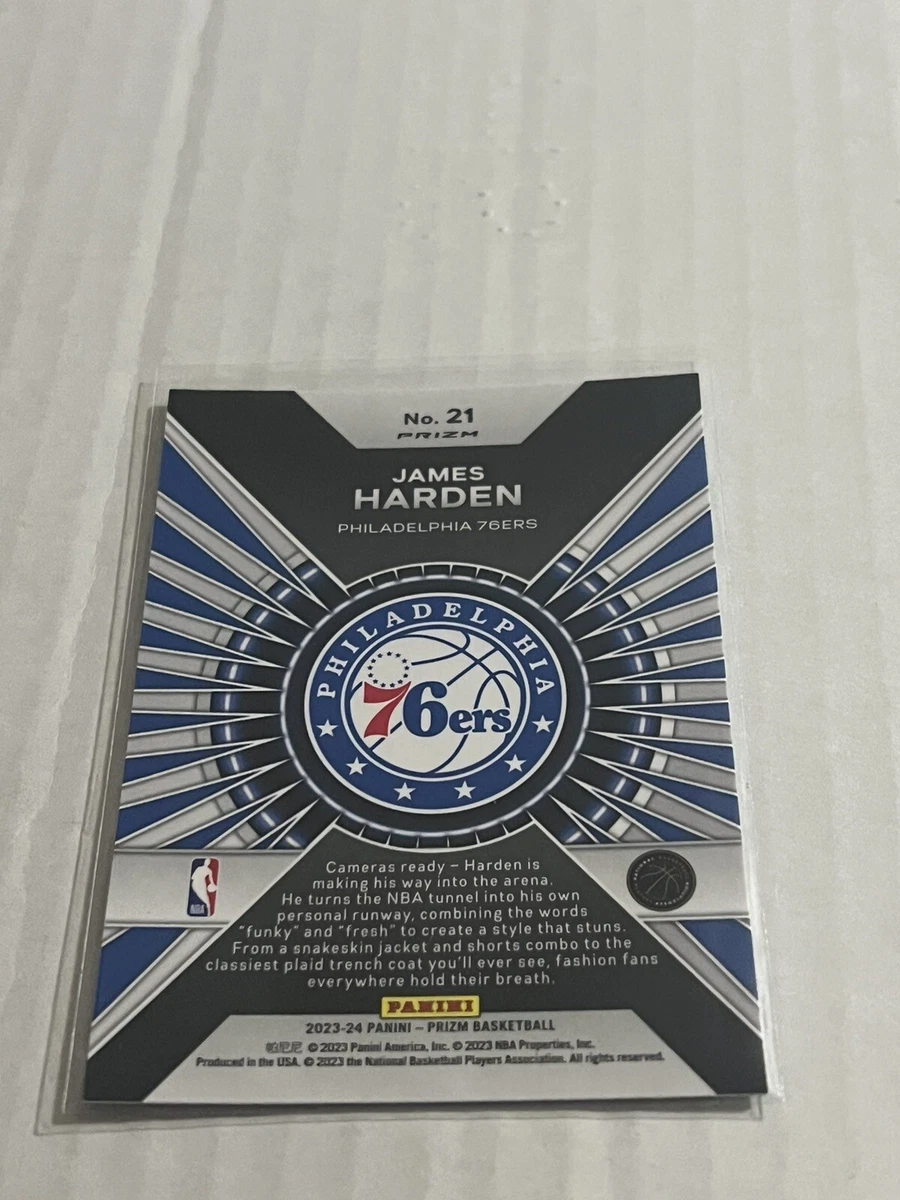 No. 21
PRIZM
JAMES
HARDEN
PHILADELPHIA 76ERS
PHILADELPHIA
76ers
Cameras ready – Harden is
making his way into the arena.
He turns the NBA tunnel into his own
personal runway, combining the words
"funky" and "fresh" to create a style that stuns.
From a snakeskin jacket and shorts combo to the
classiest plaid trench coat you'll ever see, fashion fans
everywhere hold their breath.
NBA
PANINI
2023-24 PANINI – PRIZM BASKETBALL
帕尼尼 © 2023 Panini America, Inc. © 2023 NBA Properties, Inc.
Produced in the USA. © 2023 the National Basketball Players Association. All rights reserved.